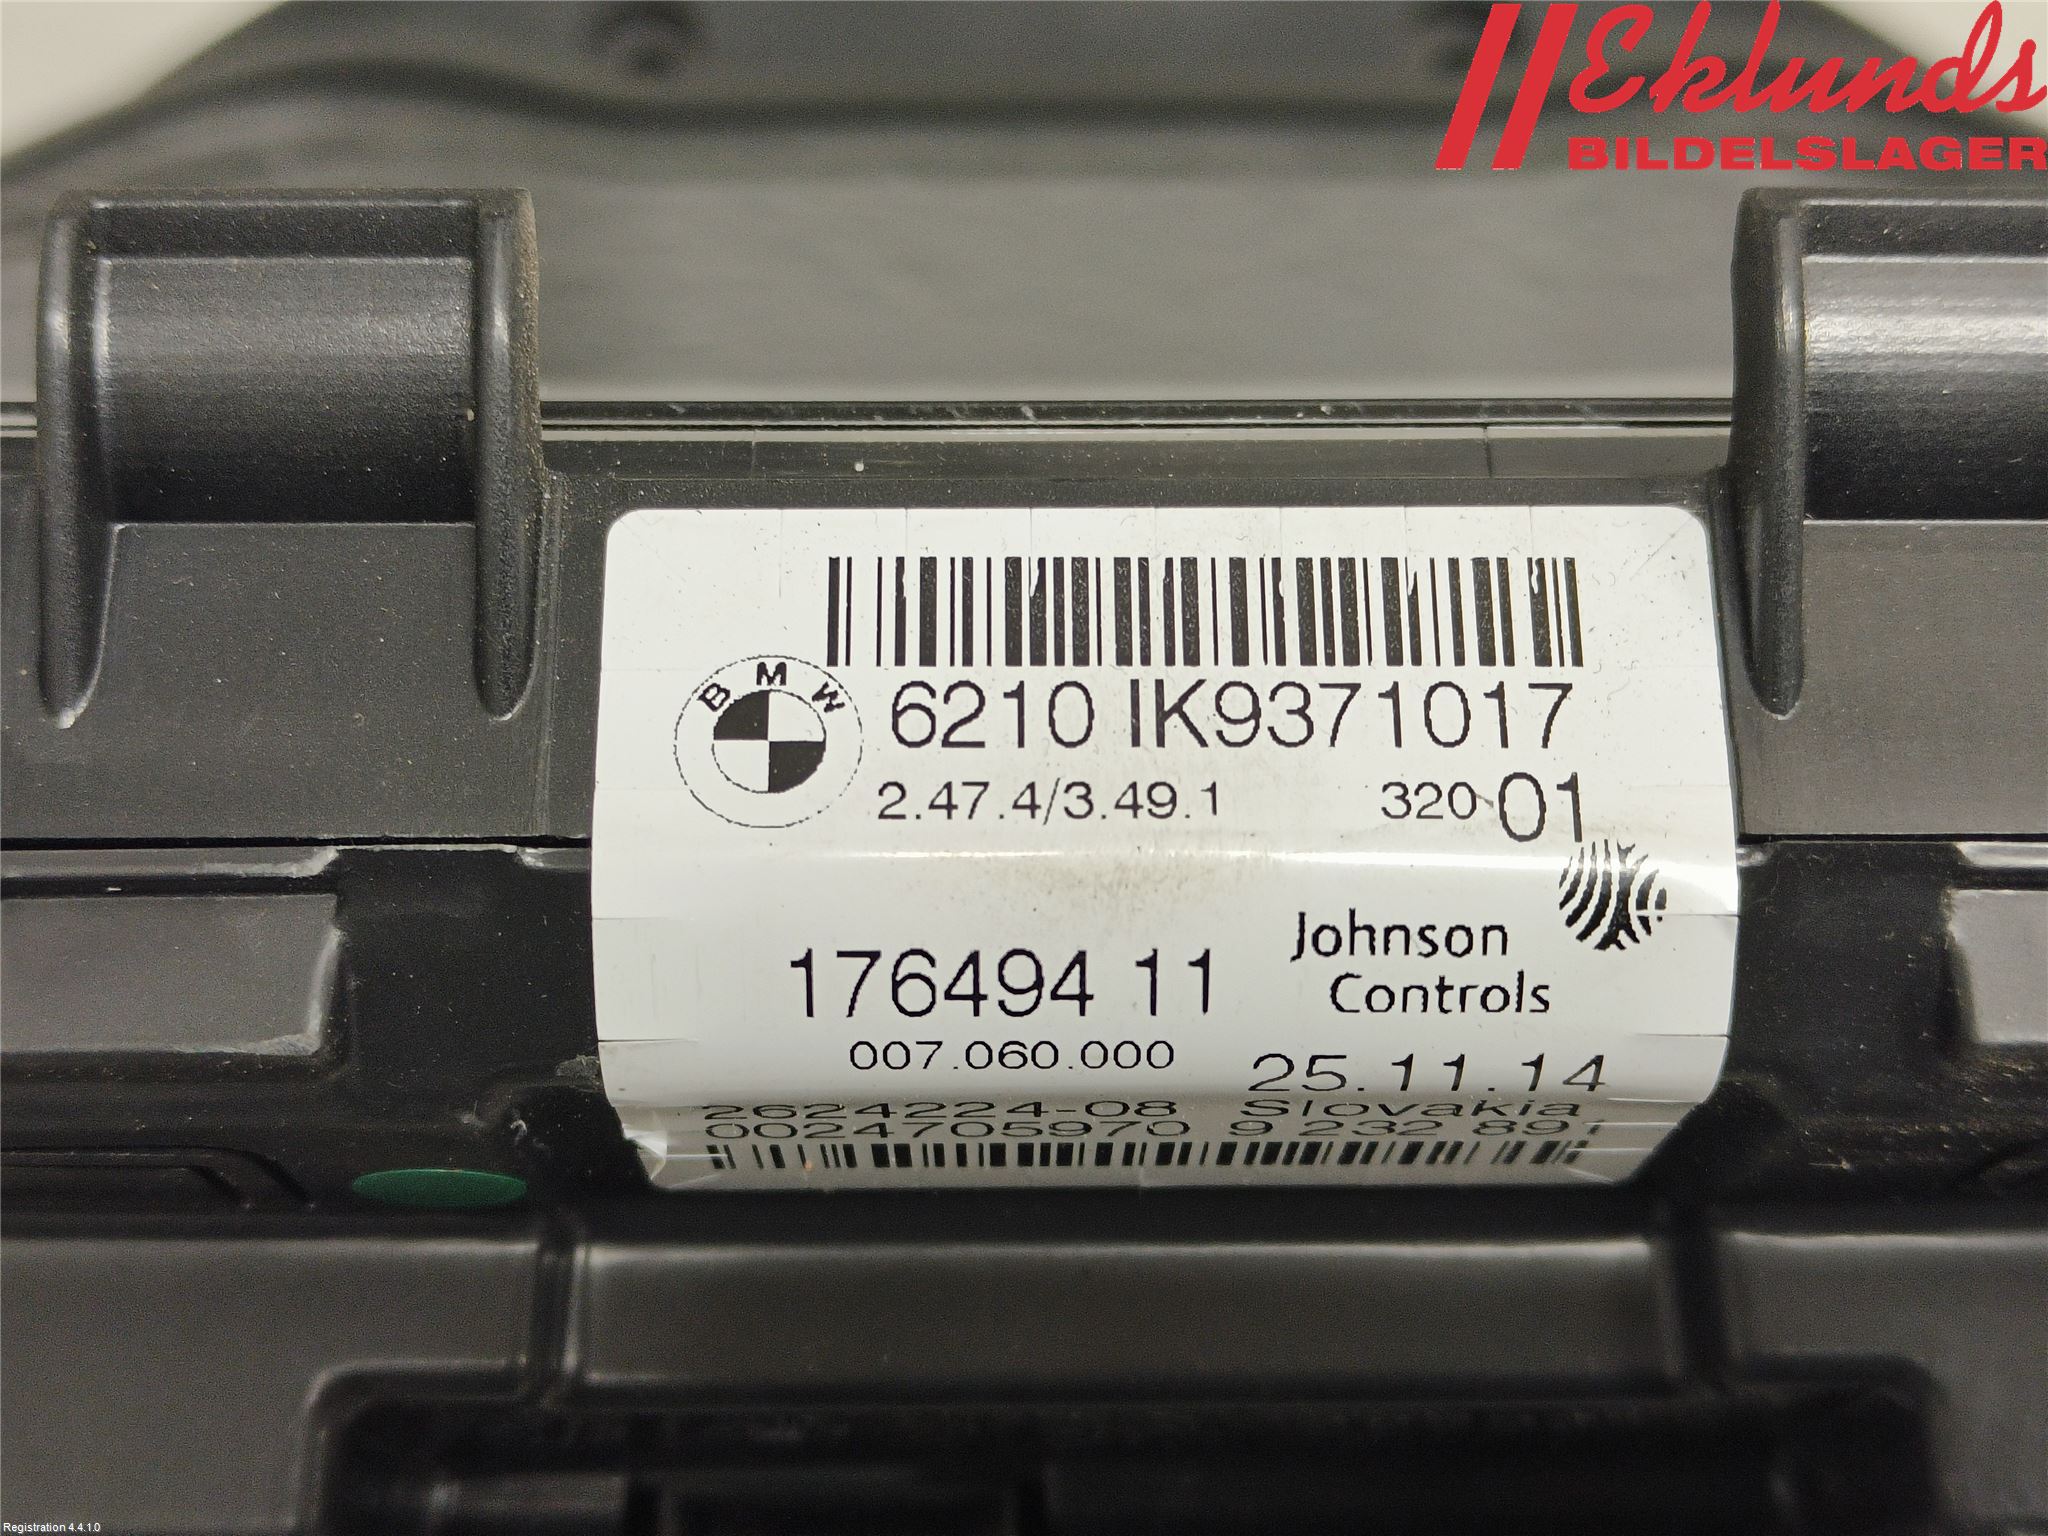 Eklunds
BILDELSLAGER
BMW
6210 IK9371017
2.47.4/3.49.1 320 01
Johnson
Controls
176494 11
007.060.000
25.11.14
2624224-08 Slovakia
0024705970 9 232 891
Registration 4.4.1.0